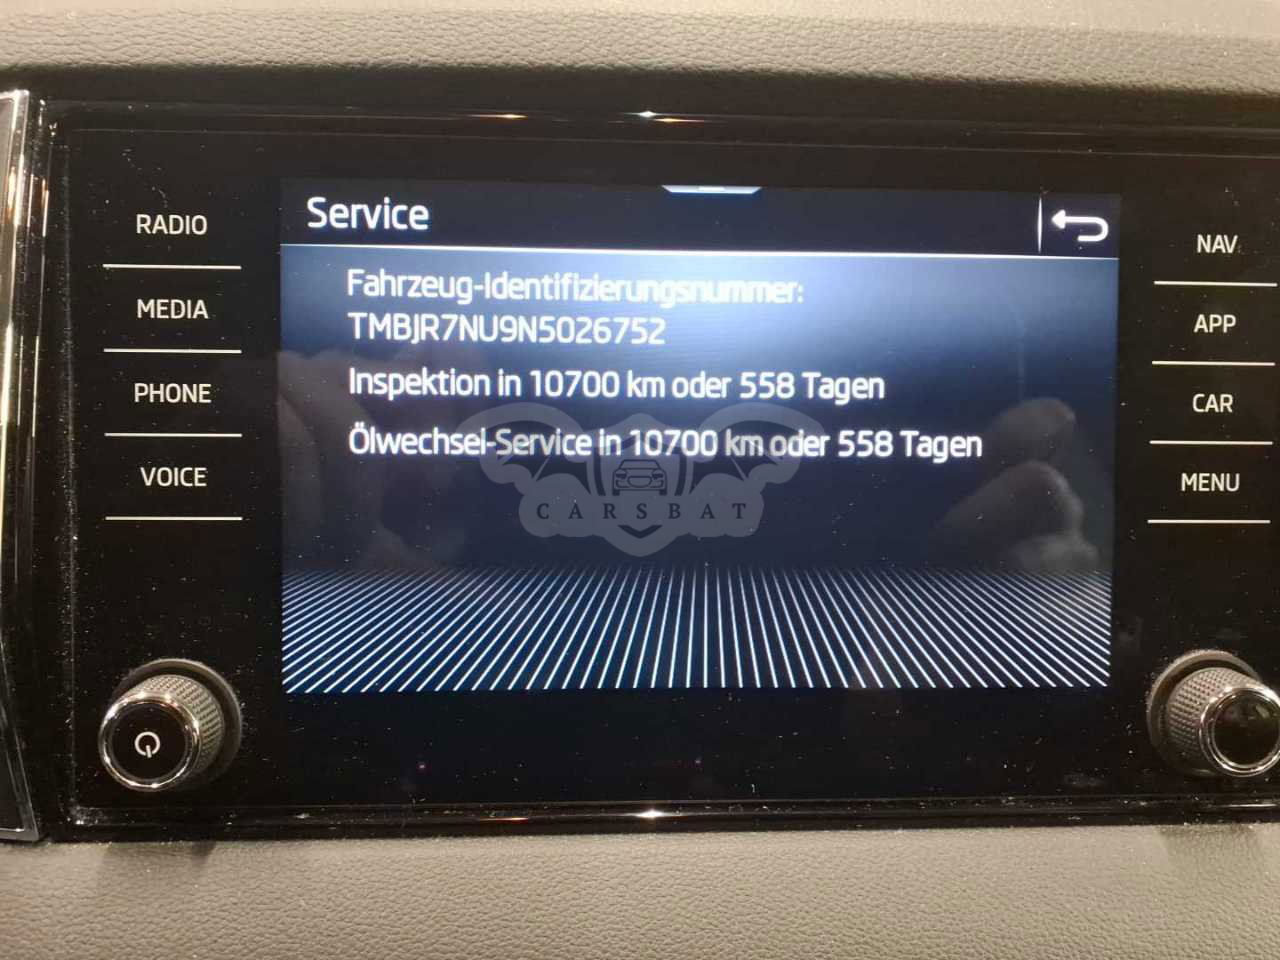 Service
Fahrzeug-Identifizierungsnummer:
TMBJR7NU9N5026752
Inspektion in 10700 km oder 558 Tagen
Ölwechsel-Service in 10700 km oder 558 Tagen
RADIO
MEDIA
PHONE
VOICE
NAV
APP
CAR
MENU
CARSBAT